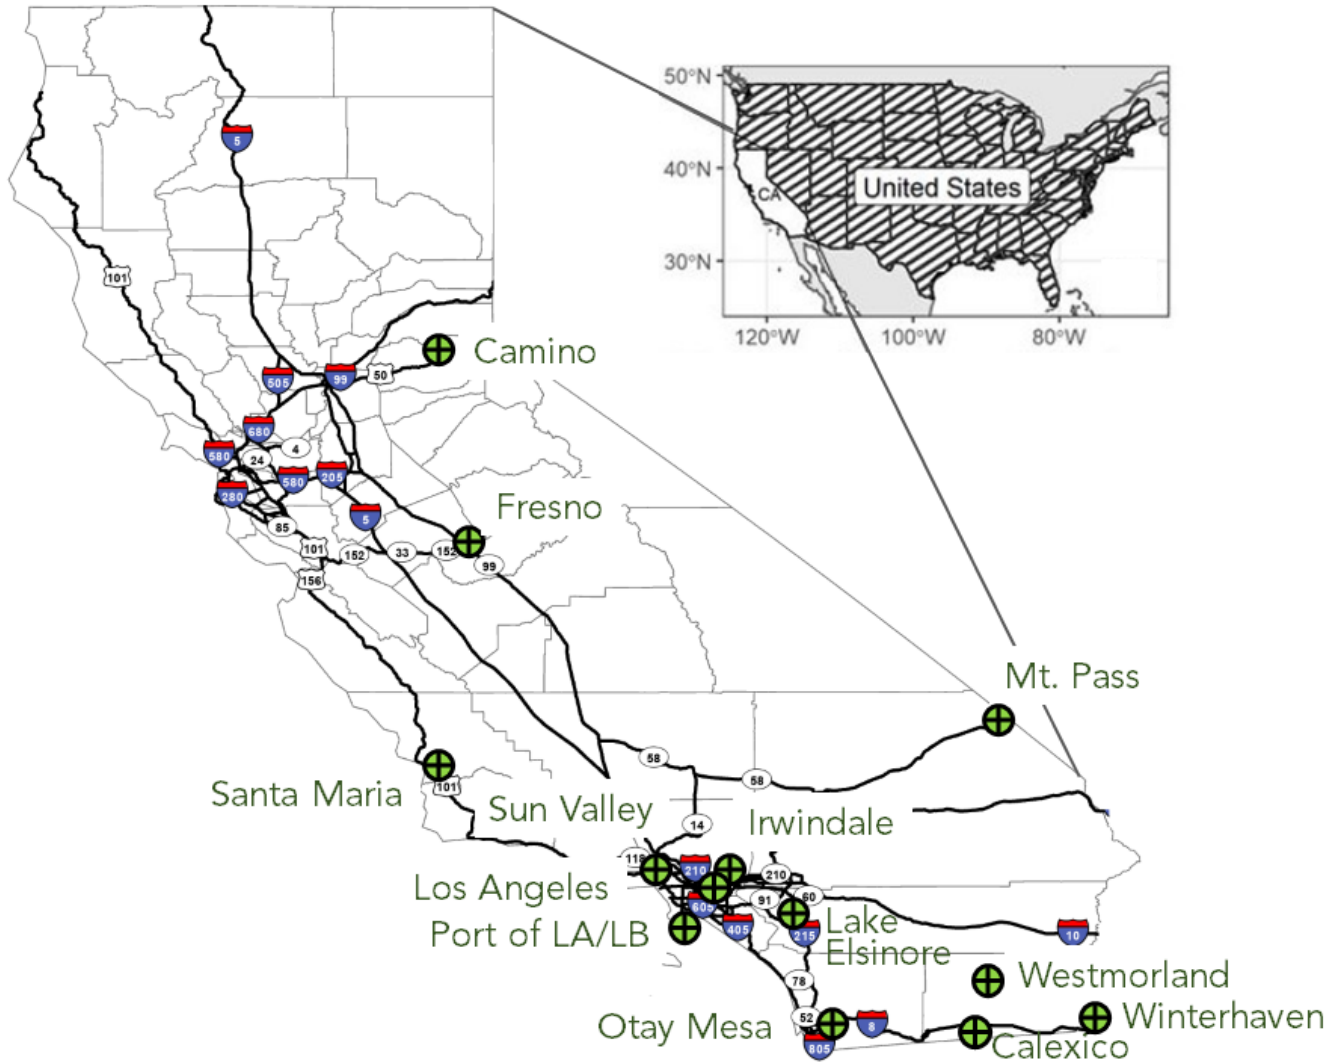 50°N
5
40°N
United States
CA
30°N
101
120°W
100°W
80°W
Camino
505
99
50
680
580
24
4
580
205
280
Fresno
5
85
101
152
33
152
99
156
Mt. Pass
58
58
101
Santa Maria
Sun Valley
14
Irwindale
118
210
210
Los Angeles
605
91
60
Port of LA/LB
405
215
Lake
Elsinore
10
78
Westmorland
52
8
Winterhaven
Otay Mesa
805
Calexico